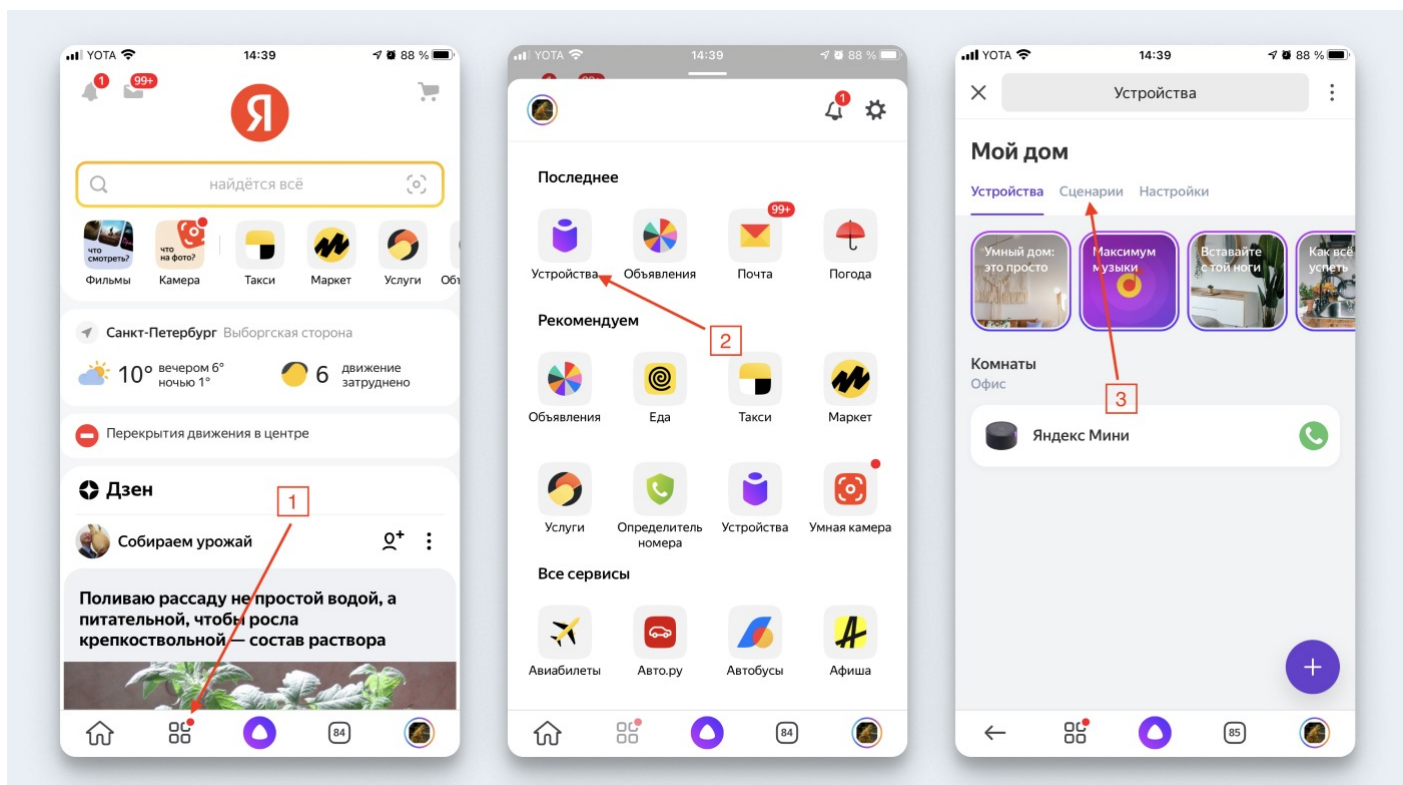 YOTA 14:39 88 %
1 99+
Я
найдётся всё
что смотреть?
что на фото?
Фильмы Камера Такси Маркет Услуги
Санкт-Петербург Выборгская сторона
10° вечером 6° ночью 1° 6 движение затруднено
Перекрытия движения в центре
Дзен
1
Собираем урожай
Поливаю рассаду не простой водой, а
питательной, чтобы росла
крепкоствольной — состав раствора
84
YOTA 14:39 88 %
1
Последнее
99+
Устройства Объявления Почта Погода
Рекомендуем
2
Объявления Еда Такси Маркет
Услуги Определитель номера Устройства Умная камера
Все сервисы
Авиабилеты Авто.ру Автобусы Афиша
84
YOTA 14:39 88 %
Устройства
Мой дом
Устройства Сценарии Настройки
Умный дом: это просто
Максимум музыки
Вставайте с той ноги
Как всё успеть
Комнаты
Офис
3
Яндекс Мини
85